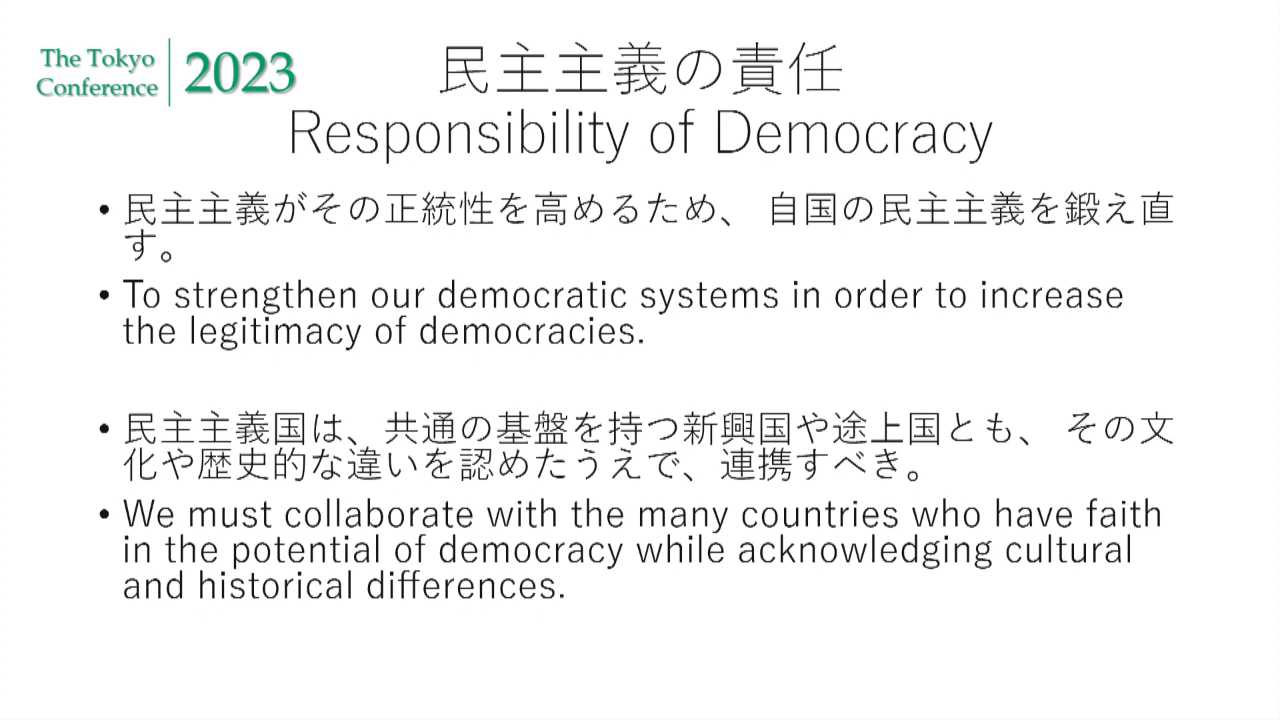 The Tokyo
Conference
2023
民主主義の責任
Responsibility of Democracy
• 民主主義がその正統性を高めるため、 自国の民主主義を鍛え直
す。
• To strengthen our democratic systems in order to increase
the legitimacy of democracies.
• 民主主義国は、共通の基盤を持つ新興国や途上国とも、 その文
化や歴史的な違いを認めたうえで、連携すべき。
• We must collaborate with the many countries who have faith
in the potential of democracy while acknowledging cultural
and historical differences.